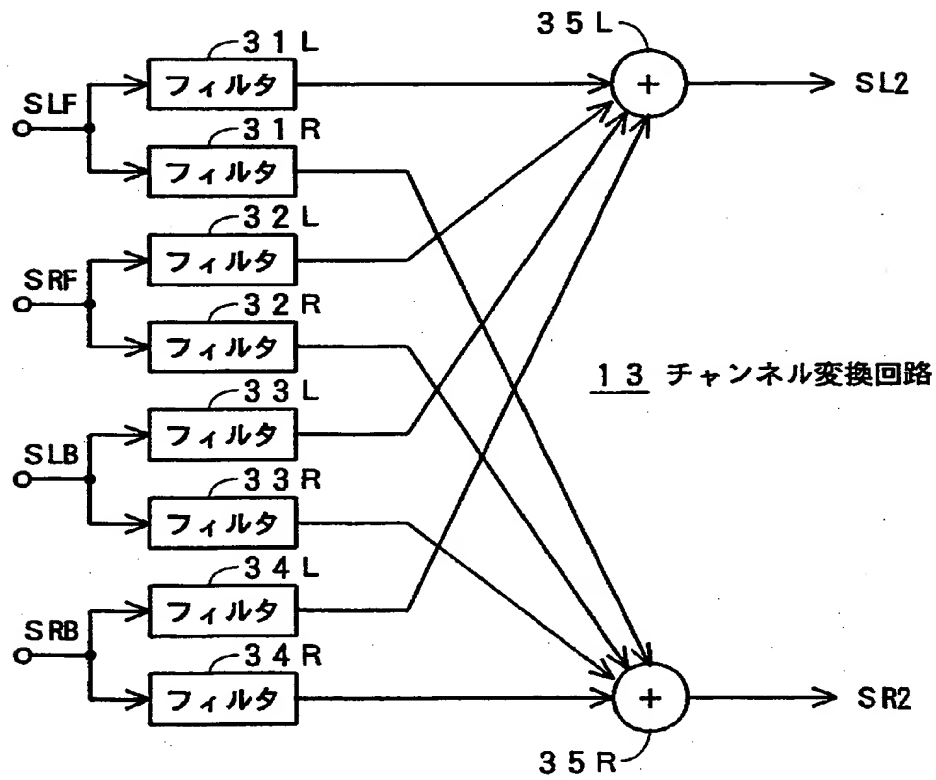 35L
31L
フィルタ
+
SL2
SLF
31R
フィルタ
32L
フィルタ
SRF
32R
フィルタ
13 チャンネル変換回路
33L
フィルタ
SLB
33R
フィルタ
34L
フィルタ
SRB
34R
フィルタ
+
SR2
35R